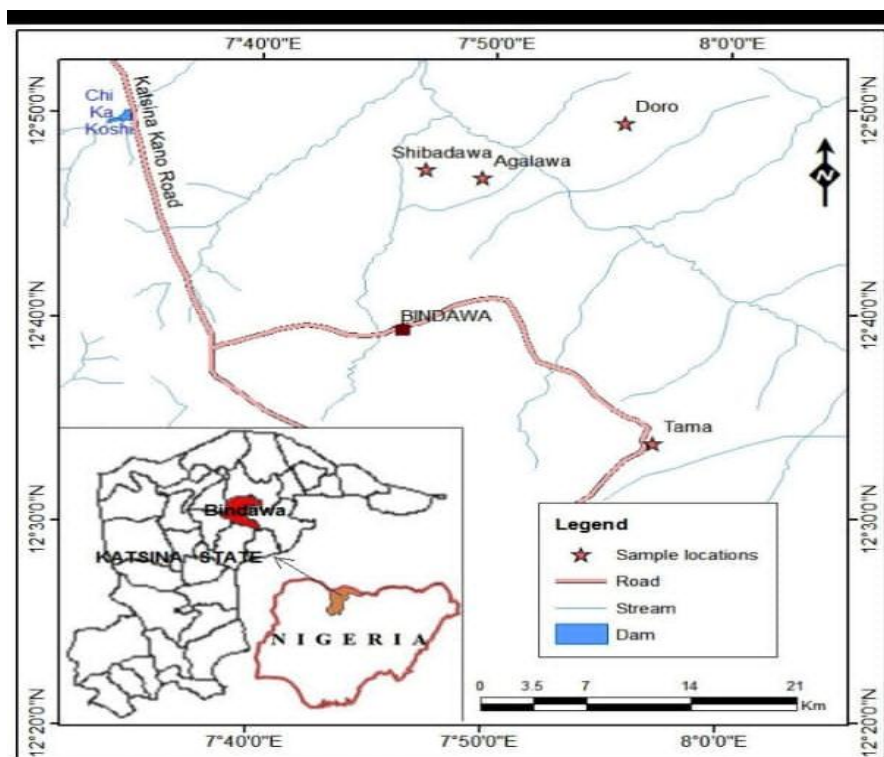 7°40'0"E 7°50'0"E 8°0'0"E
12°50'0"N
12°40'0"N
12°30'0"N
12°20'0"N
Chi
Ka
Koshi
Katsina Kano Road
Doro
Shibadawa
Agalawa
N
BINDAWA
Tama
12°50'0"N
12°40'0"N
12°30'0"N
12°20'0"N
Bindawa
KATSINA STATE
NIGERIA
Legend
Sample locations
Road
Stream
Dam
0 3.5 7 14 21
Km
7°40'0"E 7°50'0"E 8°0'0"E